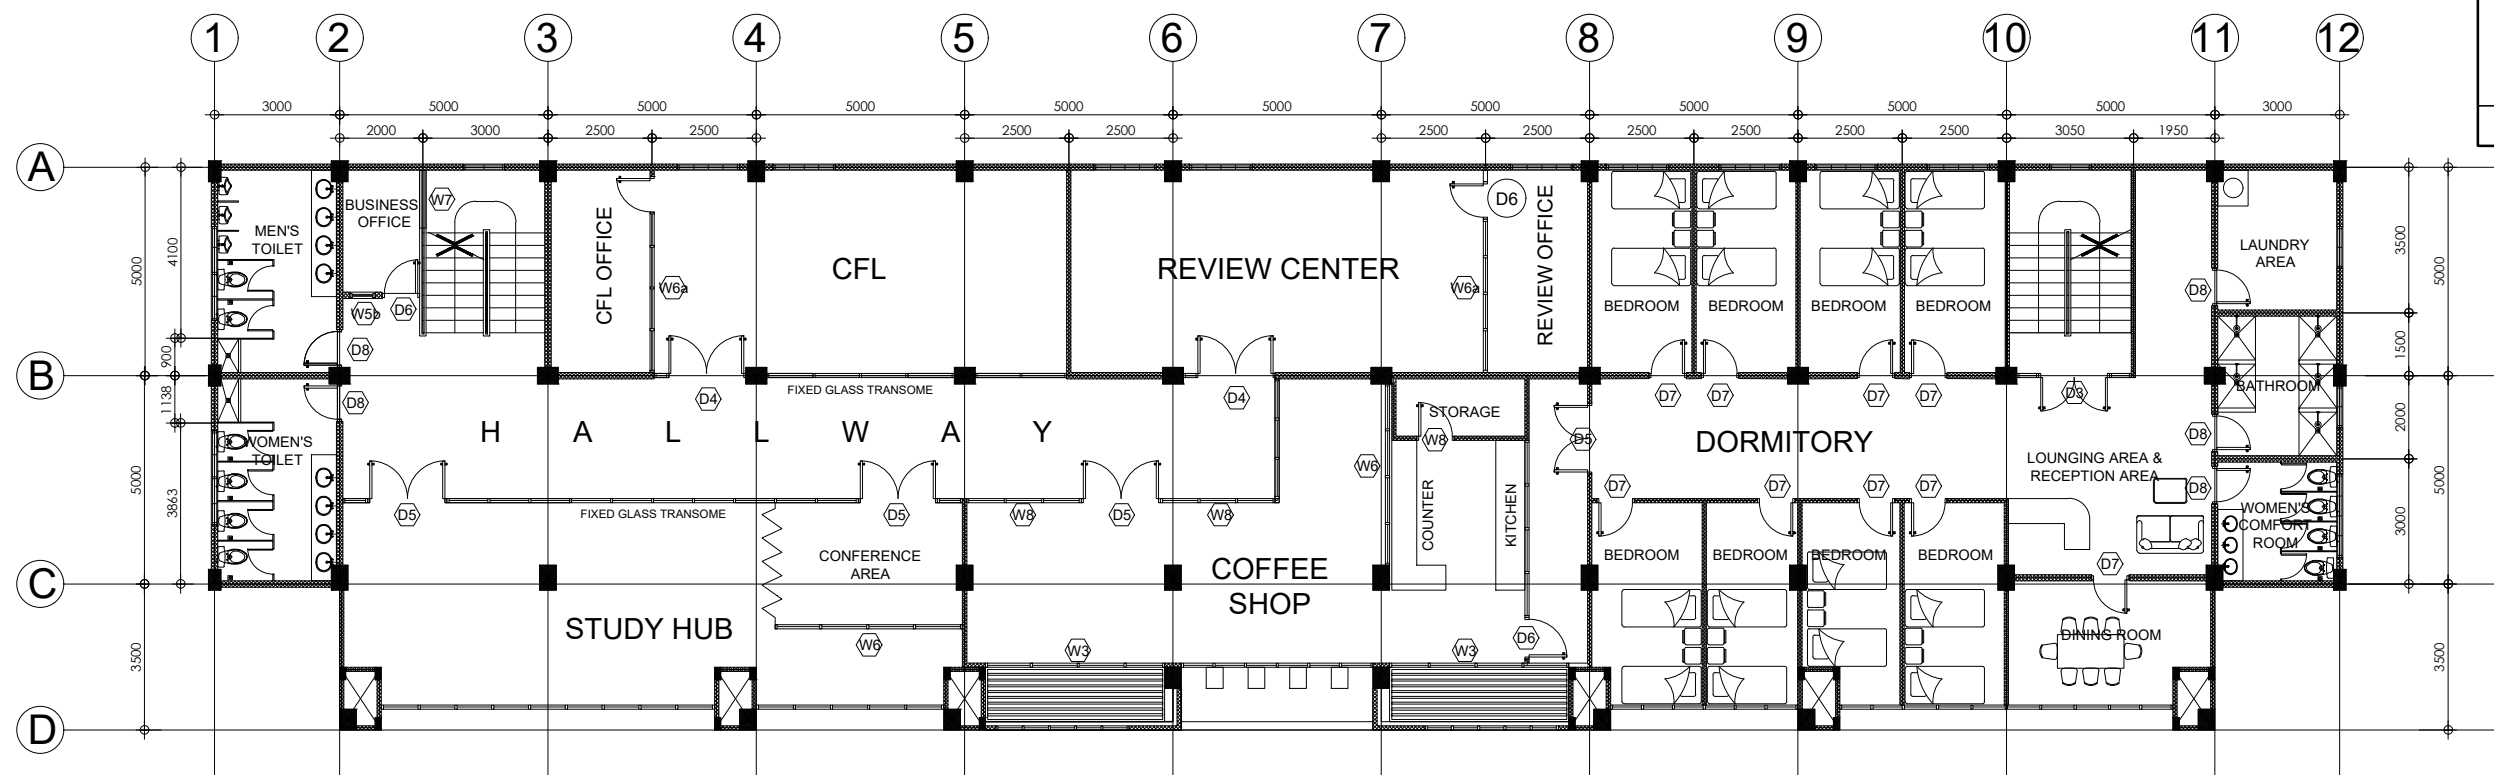 1 2 3 4 5 6 7 8 9 10 11 12
3000 5000 5000 5000 5000 5000 5000 5000 5000 3000
2000 3000 2500 2500 2500 2500 2500 2500 2500 2500 2500 2500 3050 1950
A
B
C
D
5000
5000
3500
4100
900
1138
3863
MEN'S
TOILET
BUSINESS
OFFICE
W7
W5b
D6
D8
CFL OFFICE
W6a
CFL
REVIEW CENTER
W6a
D6
REVIEW OFFICE
BEDROOM
BEDROOM
BEDROOM
BEDROOM
LAUNDRY
AREA
D8
3500
1500
2000
3000
5000
5000
3500
D8
D4
FIXED GLASS TRANSOME
D4
STORAGE
W8
D5
D7
D7
D7
D7
D3
BATHROOM
HALLWAY
WOMEN'S
TOILET
W6
DORMITORY
D8
LOUNGING AREA &
RECEPTION AREA
D8
D5
FIXED GLASS TRANSOME
D5
W8
D5
W8
COUNTER
KITCHEN
D7
D7
D7
D7
WOMEN'S
COMFORT
ROOM
CONFERENCE
AREA
BEDROOM
BEDROOM
BEDROOM
BEDROOM
D7
COFFEE
SHOP
STUDY HUB
W6
W3
W3
D6
DINING ROOM